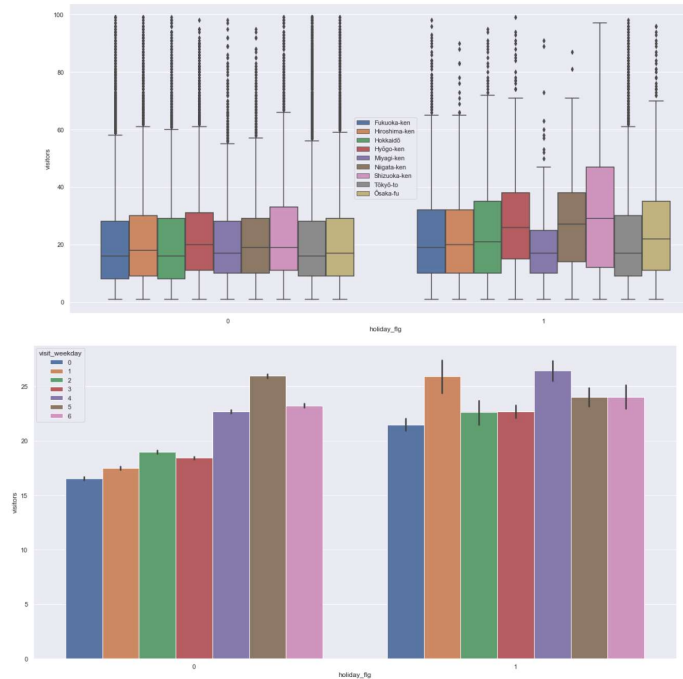 100
80
60
40
20
0
visitors
Fukuoka-ken
Hiroshima-ken
Hokkaidō
Hyōgo-ken
Miyagi-ken
Niigata-ken
Shizuoka-ken
Tōkyō-to
Ōsaka-fu
0
1
holiday_flg
visit_weekday
0
1
2
3
4
5
6
25
20
15
10
5
0
visitors
0
1
holiday_flg